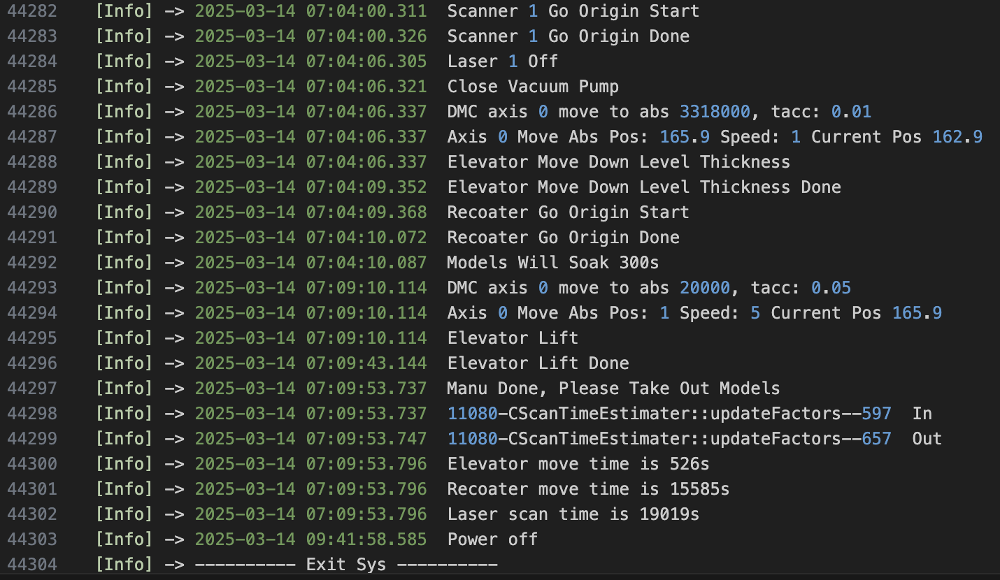 44282 [Info] -> 2025-03-14 07:04:00.311 Scanner 1 Go Origin Start
44283 [Info] -> 2025-03-14 07:04:00.326 Scanner 1 Go Origin Done
44284 [Info] -> 2025-03-14 07:04:06.305 Laser 1 Off
44285 [Info] -> 2025-03-14 07:04:06.321 Close Vacuum Pump
44286 [Info] -> 2025-03-14 07:04:06.337 DMC axis 0 move to abs 3318000, tacc: 0.01
44287 [Info] -> 2025-03-14 07:04:06.337 Axis 0 Move Abs Pos: 165.9 Speed: 1 Current Pos 162.9
44288 [Info] -> 2025-03-14 07:04:06.337 Elevator Move Down Level Thickness
44289 [Info] -> 2025-03-14 07:04:09.352 Elevator Move Down Level Thickness Done
44290 [Info] -> 2025-03-14 07:04:09.368 Recoater Go Origin Start
44291 [Info] -> 2025-03-14 07:04:10.072 Recoater Go Origin Done
44292 [Info] -> 2025-03-14 07:04:10.087 Models Will Soak 300s
44293 [Info] -> 2025-03-14 07:09:10.114 DMC axis 0 move to abs 20000, tacc: 0.05
44294 [Info] -> 2025-03-14 07:09:10.114 Axis 0 Move Abs Pos: 1 Speed: 5 Current Pos 165.9
44295 [Info] -> 2025-03-14 07:09:10.114 Elevator Lift
44296 [Info] -> 2025-03-14 07:09:43.144 Elevator Lift Done
44297 [Info] -> 2025-03-14 07:09:53.737 Manu Done, Please Take Out Models
44298 [Info] -> 2025-03-14 07:09:53.737 11080-CScanTimeEstimater::updateFactors--597 In
44299 [Info] -> 2025-03-14 07:09:53.747 11080-CScanTimeEstimater::updateFactors--657 Out
44300 [Info] -> 2025-03-14 07:09:53.796 Elevator move time is 526s
44301 [Info] -> 2025-03-14 07:09:53.796 Recoater move time is 15585s
44302 [Info] -> 2025-03-14 07:09:53.796 Laser scan time is 19019s
44303 [Info] -> 2025-03-14 09:41:58.585 Power off
44304 [Info] -> ---------- Exit Sys ----------